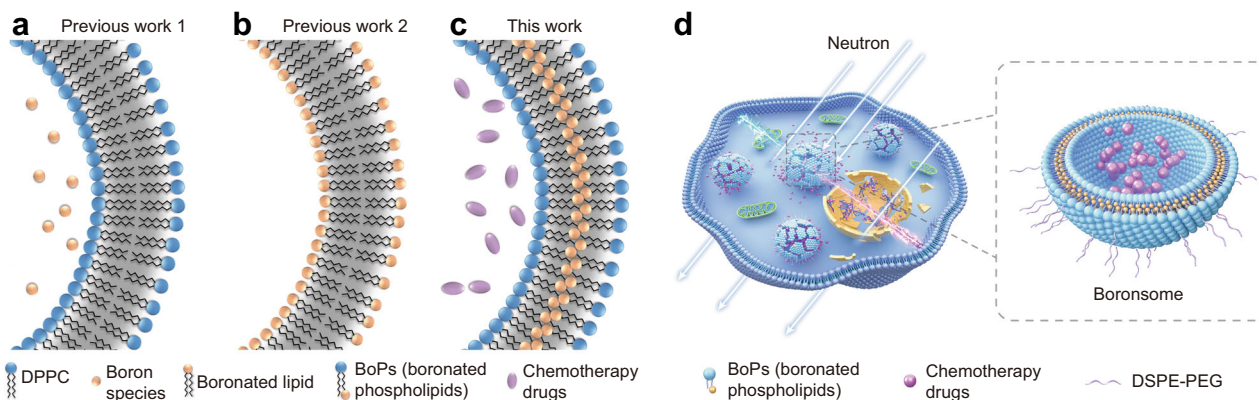 a Previous work 1
b Previous work 2
c This work
d
Neutron
Boronsome
DPPC
Boron
species
Boronated lipid
BoPs (boronated
phospholipids)
Chemotherapy
drugs
BoPs (boronated
phospholipids)
Chemotherapy
drugs
DSPE-PEG